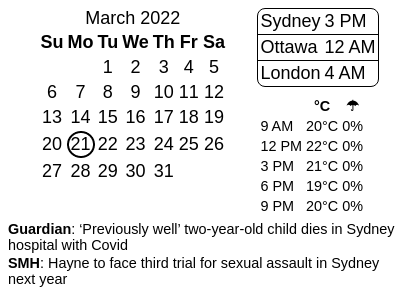 March 2022
Su Mo Tu We Th Fr Sa
1 2 3 4 5
6 7 8 9 10 11 12
13 14 15 16 17 18 19
20 21 22 23 24 25 26
27 28 29 30 31
Sydney 3 PM
Ottawa 12 AM
London 4 AM
°C ☂
9 AM 20°C 0%
12 PM 22°C 0%
3 PM 21°C 0%
6 PM 19°C 0%
9 PM 20°C 0%
Guardian: ‘Previously well’ two-year-old child dies in Sydney
hospital with Covid
SMH: Hayne to face third trial for sexual assault in Sydney
next year